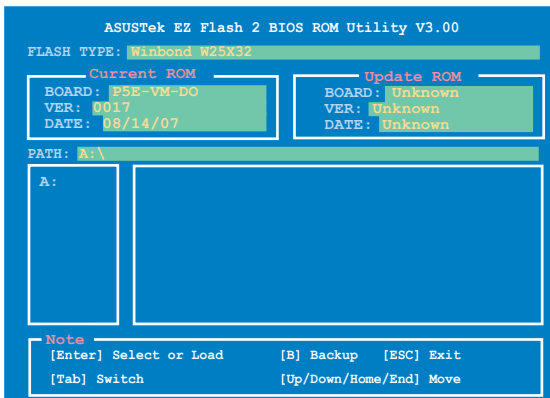 ASUSTek EZ Flash 2 BIOS ROM Utility V3.00
FLASH TYPE: Winbond W25X32
Current ROM
BOARD: P5E-VM-DO
VER: 0017
DATE: 08/14/07
Update ROM
BOARD: Unknown
VER: Unknown
DATE: Unknown
PATH: A:\
A:
Note
[Enter] Select or Load [B] Backup [ESC] Exit
[Tab] Switch [Up/Down/Home/End] Move